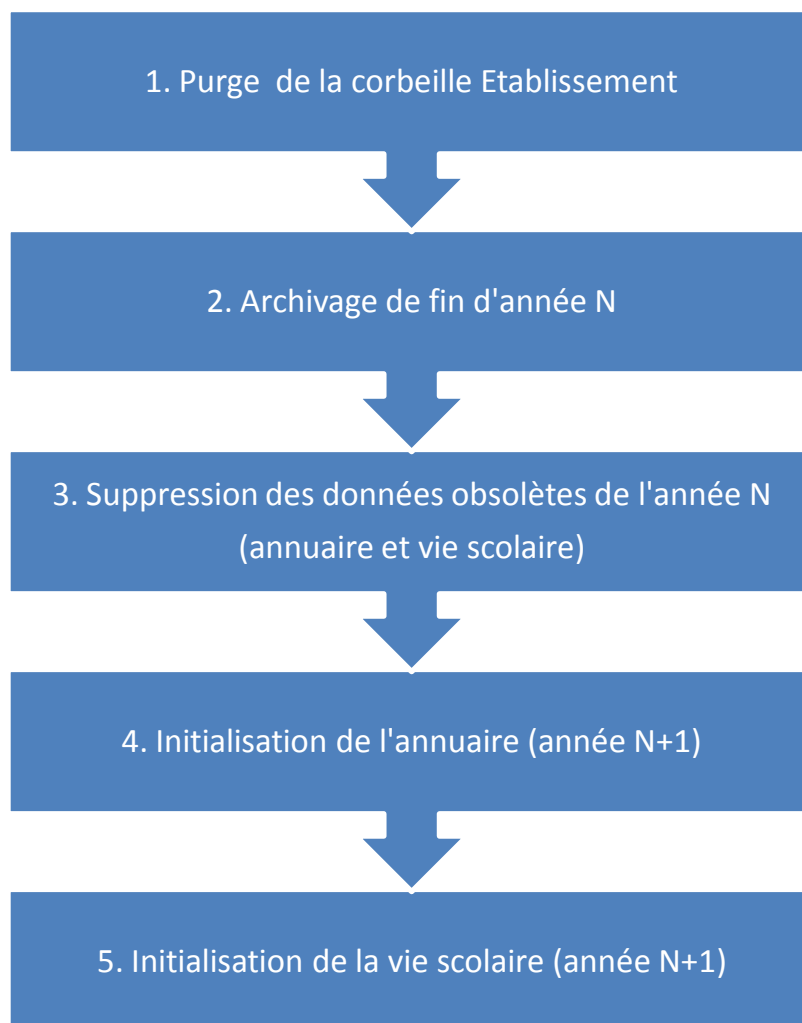 1. Purge  de la corbeille Etablissement
2. Archivage de fin d'année N
3. Suppression des données obsolètes de l'année N
(annuaire et vie scolaire)
4. Initialisation de l'annuaire (année N+1)
5. Initialisation de la vie scolaire (année N+1)